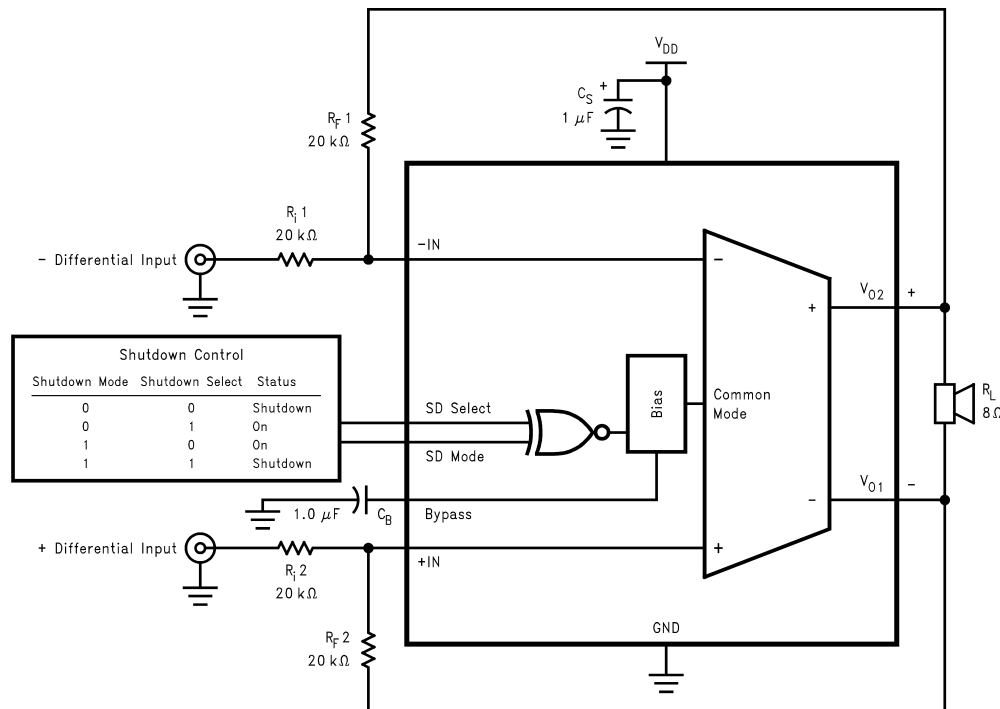 V_DD
+
C_S
1 μF
R_F 1
20 kΩ
R_i 1
20 kΩ
-IN
- Differential Input
-
V_O2 +
+
Shutdown Control
Shutdown Mode Shutdown Select Status
0 0 Shutdown
0 1 On
1 0 On
1 1 Shutdown
SD Select
SD Mode
Bias
Common
Mode
R_L
8 Ω
V_O1 -
-
1.0 μF C_B Bypass
+ Differential Input
+
+IN
R_i 2
20 kΩ
GND
R_F 2
20 kΩ